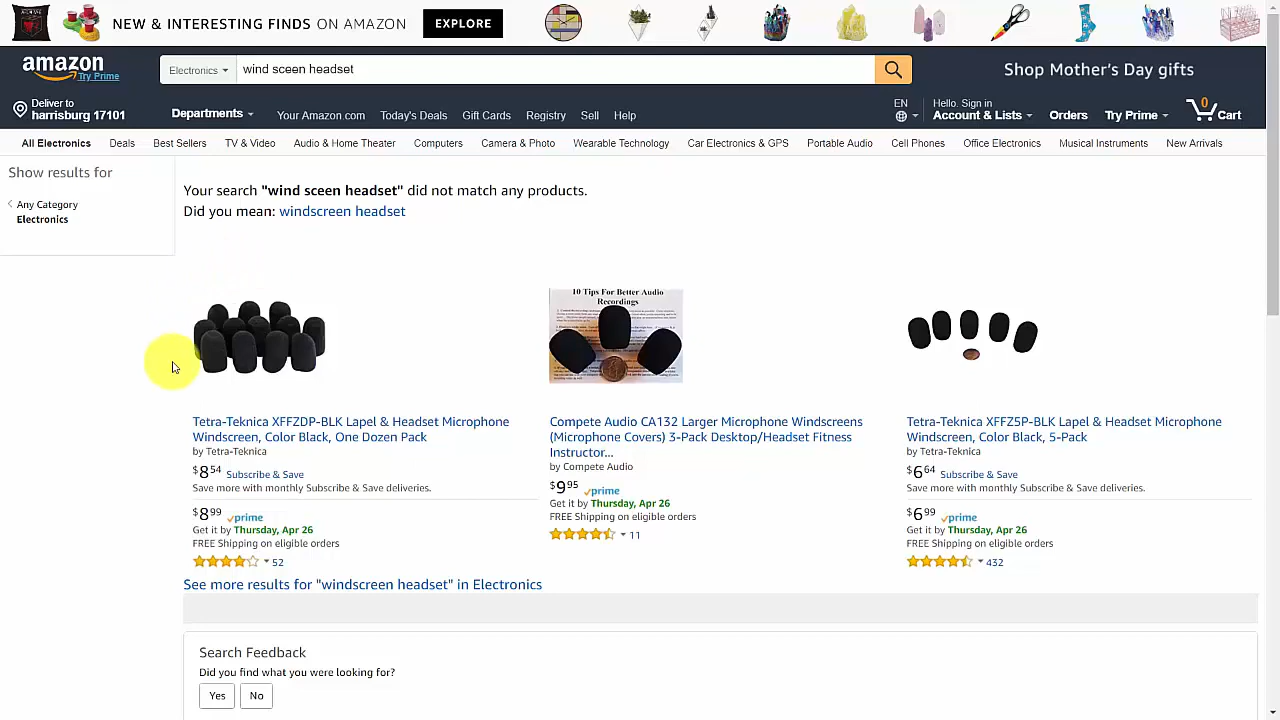 NEW & INTERESTING FINDS ON AMAZON EXPLORE
amazon
Try Prime
Electronics
wind sceen headset
Shop Mother's Day gifts
Deliver to
harrisburg 17101
Departments
Your Amazon.com
Today's Deals
Gift Cards
Registry
Sell
Help
EN
Hello. Sign in
Account & Lists
Orders
Try Prime
0
Cart
All Electronics
Deals
Best Sellers
TV & Video
Audio & Home Theater
Computers
Camera & Photo
Wearable Technology
Car Electronics & GPS
Portable Audio
Cell Phones
Office Electronics
Musical Instruments
New Arrivals
Show results for
Any Category
Electronics
Your search "wind sceen headset" did not match any products.
Did you mean: windscreen headset
10 Tips For Better Audio
Recordings
Tetra-Teknica XFFZDP-BLK Lapel & Headset Microphone
Windscreen, Color Black, One Dozen Pack
by Tetra-Teknica
$8 54 Subscribe & Save
Save more with monthly Subscribe & Save deliveries.
$8 99 prime
Get it by Thursday, Apr 26
FREE Shipping on eligible orders
52
Compete Audio CA132 Larger Microphone Windscreens
(Microphone Covers) 3-Pack Desktop/Headset Fitness
Instructor...
by Compete Audio
$9 95 prime
Get it by Thursday, Apr 26
FREE Shipping on eligible orders
11
Tetra-Teknica XFFZ5P-BLK Lapel & Headset Microphone
Windscreen, Color Black, 5-Pack
by Tetra-Teknica
$6 64 Subscribe & Save
Save more with monthly Subscribe & Save deliveries.
$6 99 prime
Get it by Thursday, Apr 26
FREE Shipping on eligible orders
432
See more results for "windscreen headset" in Electronics
Search Feedback
Did you find what you were looking for?
Yes
No